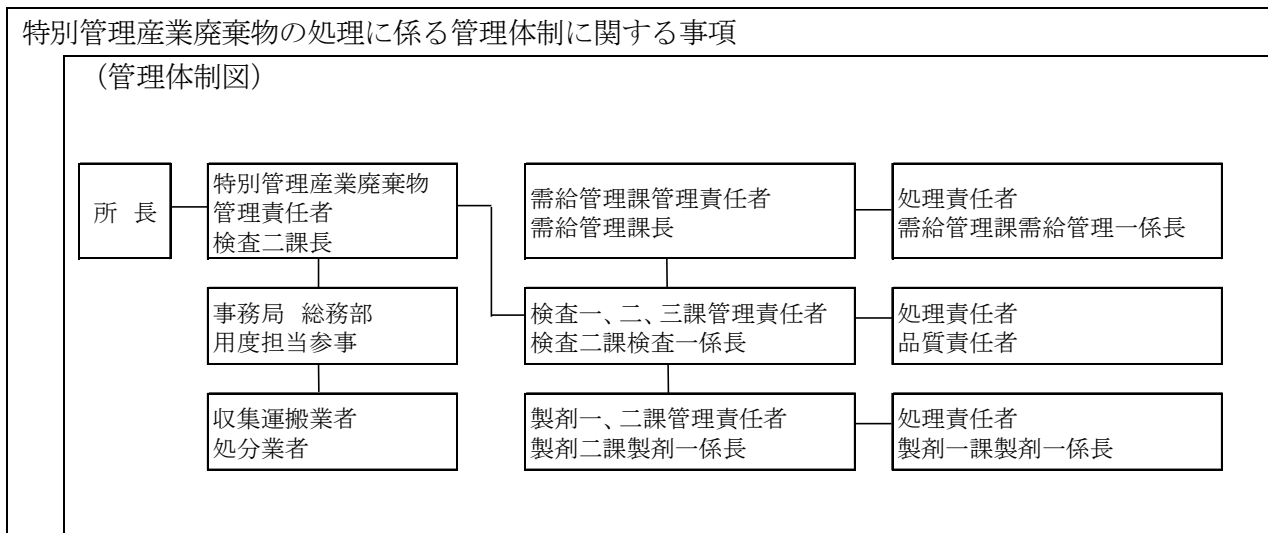 特別管理産業廃棄物の処理に係る管理体制に関する事項
（管理体制図）
所 長
特別管理産業廃棄物
管理責任者
検査二課長
需給管理課管理責任者
需給管理課長
処理責任者
需給管理課需給管理一係長
事務局 総務部
用度担当参事
検査一、二、三課管理責任者
検査二課検査一係長
処理責任者
品質責任者
収集運搬業者
処分業者
製剤一、二課管理責任者
製剤二課製剤一係長
処理責任者
製剤一課製剤一係長